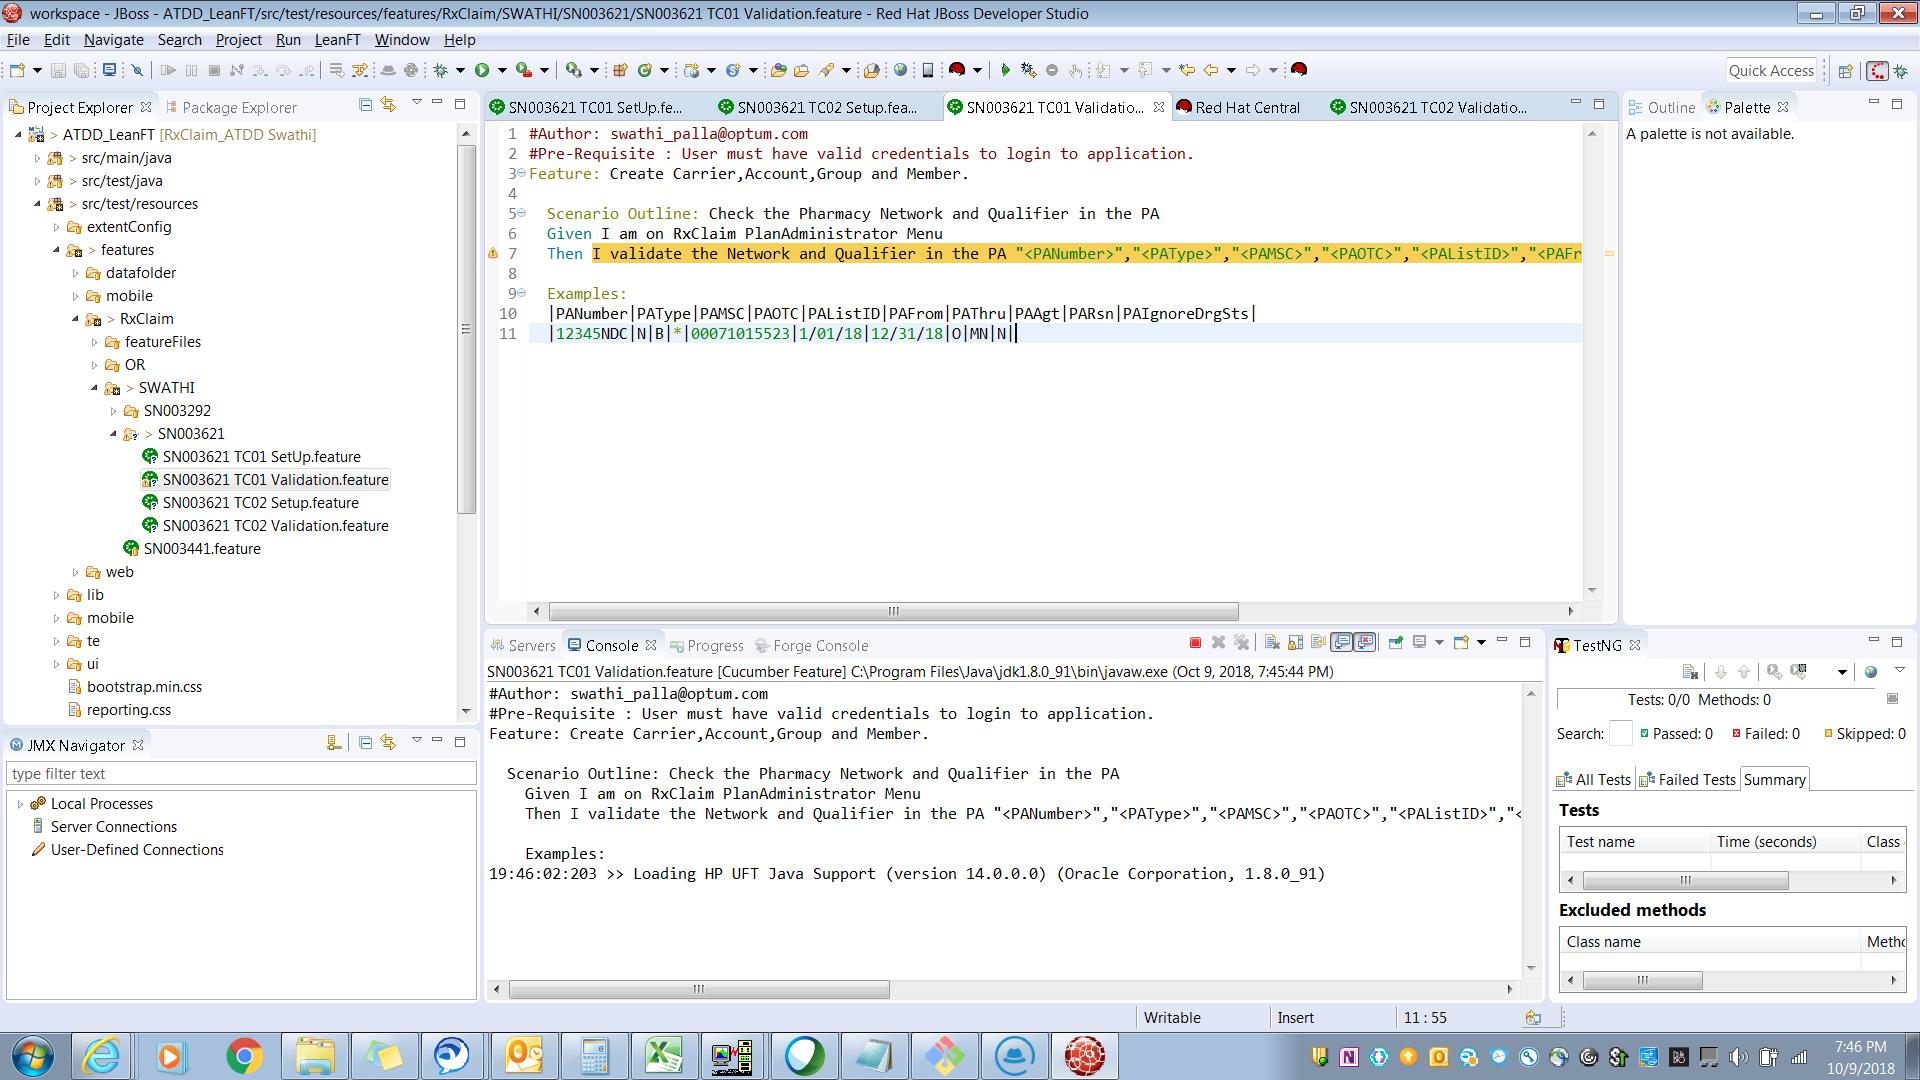 workspace - JBoss - ATDD_LeanFT/src/test/resources/features/RxClaim/SWATHI/SN003621/SN003621 TC01 Validation.feature - Red Hat JBoss Developer Studio
File Edit Navigate Search Project Run LeanFT Window Help
Quick Access
Project Explorer
Package Explorer
ATDD_LeanFT [RxClaim_ATDD Swathi]
> src/main/java
> src/test/java
> src/test/resources
extentConfig
> features
datafolder
mobile
> RxClaim
featureFiles
OR
> SWATHI
SN003292
> SN003621
SN003621 TC01 SetUp.feature
SN003621 TC01 Validation.feature
SN003621 TC02 Setup.feature
SN003621 TC02 Validation.feature
SN003441.feature
web
lib
mobile
te
ui
bootstrap.min.css
reporting.css
JMX Navigator
type filter text
Local Processes
Server Connections
User-Defined Connections
SN003621 TC01 SetUp.fe...
SN003621 TC02 Setup.fea...
SN003621 TC01 Validatio...
Red Hat Central
SN003621 TC02 Validatio...
1 #Author: swathi_palla@optum.com
2 #Pre-Requisite : User must have valid credentials to login to application.
3 Feature: Create Carrier,Account,Group and Member.
4
5 Scenario Outline: Check the Pharmacy Network and Qualifier in the PA
6 Given I am on RxClaim PlanAdministrator Menu
7 Then I validate the Network and Qualifier in the PA "<PANumber>","<PAType>","<PAMSC>","<PAOTC>","<PAListID>","<PAFr
8
9 Examples:
10 |PANumber|PAType|PAMSC|PAOTC|PAListID|PAFrom|PAThru|PAAgt|PARsn|PAIgnoreDrgSts|
11 |12345NDC|N|B|*|00071015523|1/01/18|12/31/18|O|MN|N|
Outline
Palette
A palette is not available.
Servers
Console
Progress
Forge Console
SN003621 TC01 Validation.feature [Cucumber Feature] C:\Program Files\Java\jdk1.8.0_91\bin\javaw.exe (Oct 9, 2018, 7:45:44 PM)
#Author: swathi_palla@optum.com
#Pre-Requisite : User must have valid credentials to login to application.
Feature: Create Carrier,Account,Group and Member.
Scenario Outline: Check the Pharmacy Network and Qualifier in the PA
Given I am on RxClaim PlanAdministrator Menu
Then I validate the Network and Qualifier in the PA "<PANumber>","<PAType>","<PAMSC>","<PAOTC>","<PAListID>","<
Examples:
19:46:02:203 >> Loading HP UFT Java Support (version 14.0.0.0) (Oracle Corporation, 1.8.0_91)
TestNG
Tests: 0/0 Methods: 0
Search: Passed: 0 Failed: 0 Skipped: 0
All Tests Failed Tests Summary
Tests
Test name Time (seconds) Class
Excluded methods
Class name Metho
Writable Insert 11 : 55
7:46 PM
10/9/2018